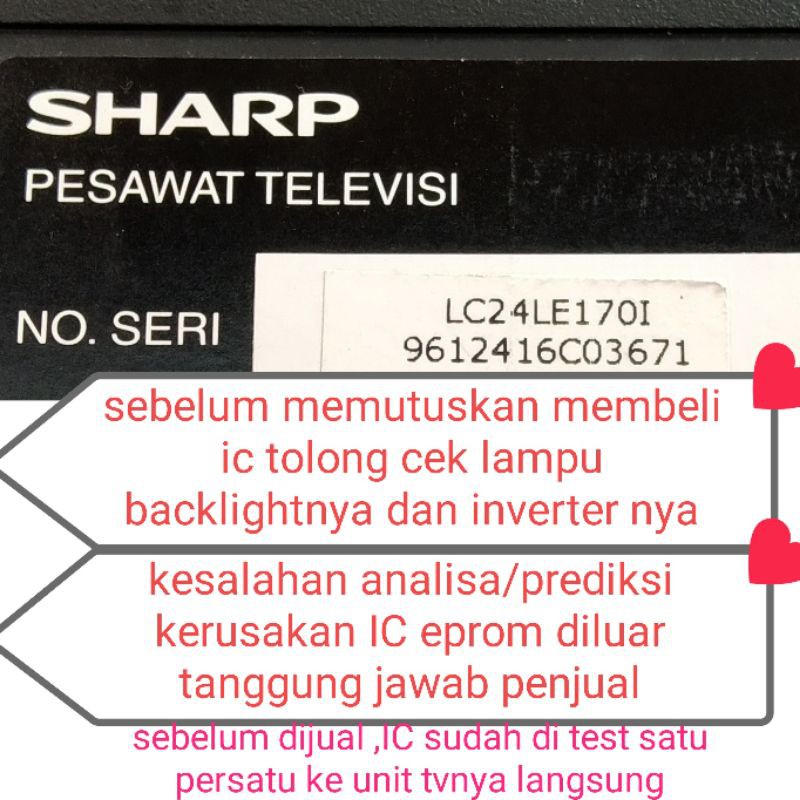 SHARP
PESAWAT TELEVISI
NO. SERI
LC24LE170I
9612416C03671
sebelum memutuskan membeli
ic tolong cek lampu
backlightnya dan inverter nya
kesalahan analisa/prediksi
kerusakan IC eprom diluar
tanggung jawab penjual
sebelum dijual ,IC sudah di test satu
persatu ke unit tvnya langsung